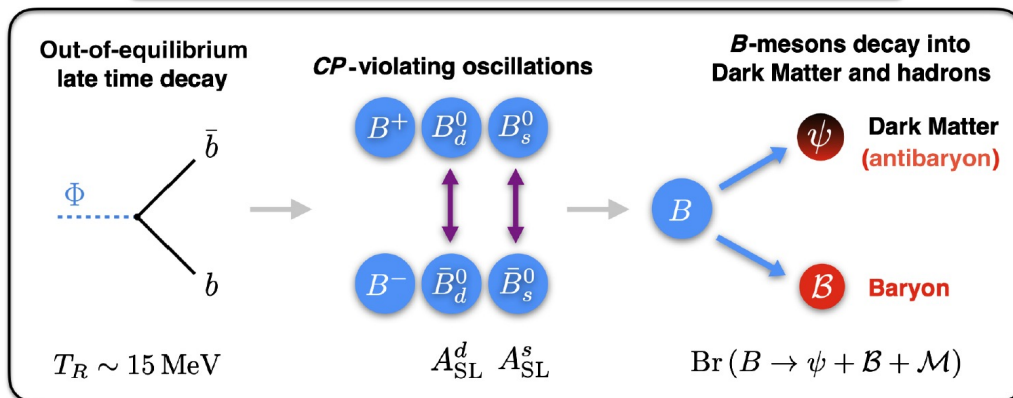 Out-of-equilibrium
late time decay
Φ
b̄
b
T_R ∼ 15 MeV
CP-violating oscillations
B⁺ B⁰_d B⁰_s
B⁻ B̄⁰_d B̄⁰_s
A^d_SL A^s_SL
B-mesons decay into
Dark Matter and hadrons
B
ψ Dark Matter
(antibaryon)
ℬ Baryon
Br (B → ψ + ℬ + ℳ)